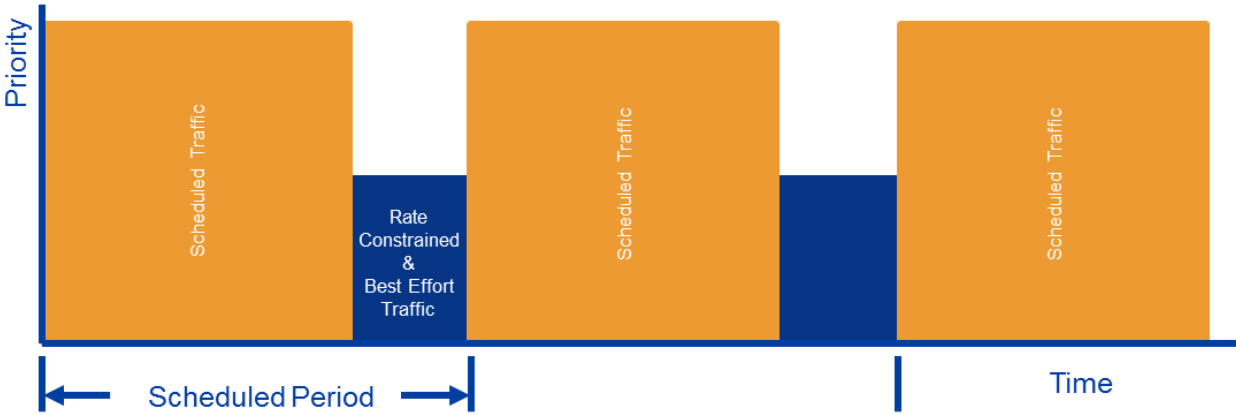 Priority
Scheduled Traffic
Rate
Constrained
&
Best Effort
Traffic
Scheduled Traffic
Scheduled Traffic
Scheduled Period
Time